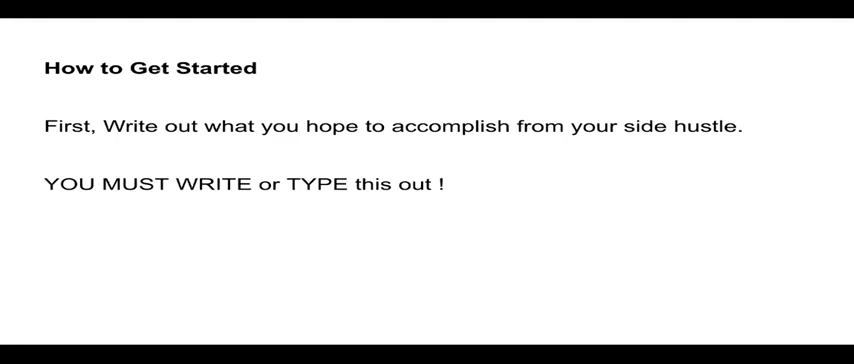 How to Get Started
First, Write out what you hope to accomplish from your side hustle.
YOU MUST WRITE or TYPE this out !